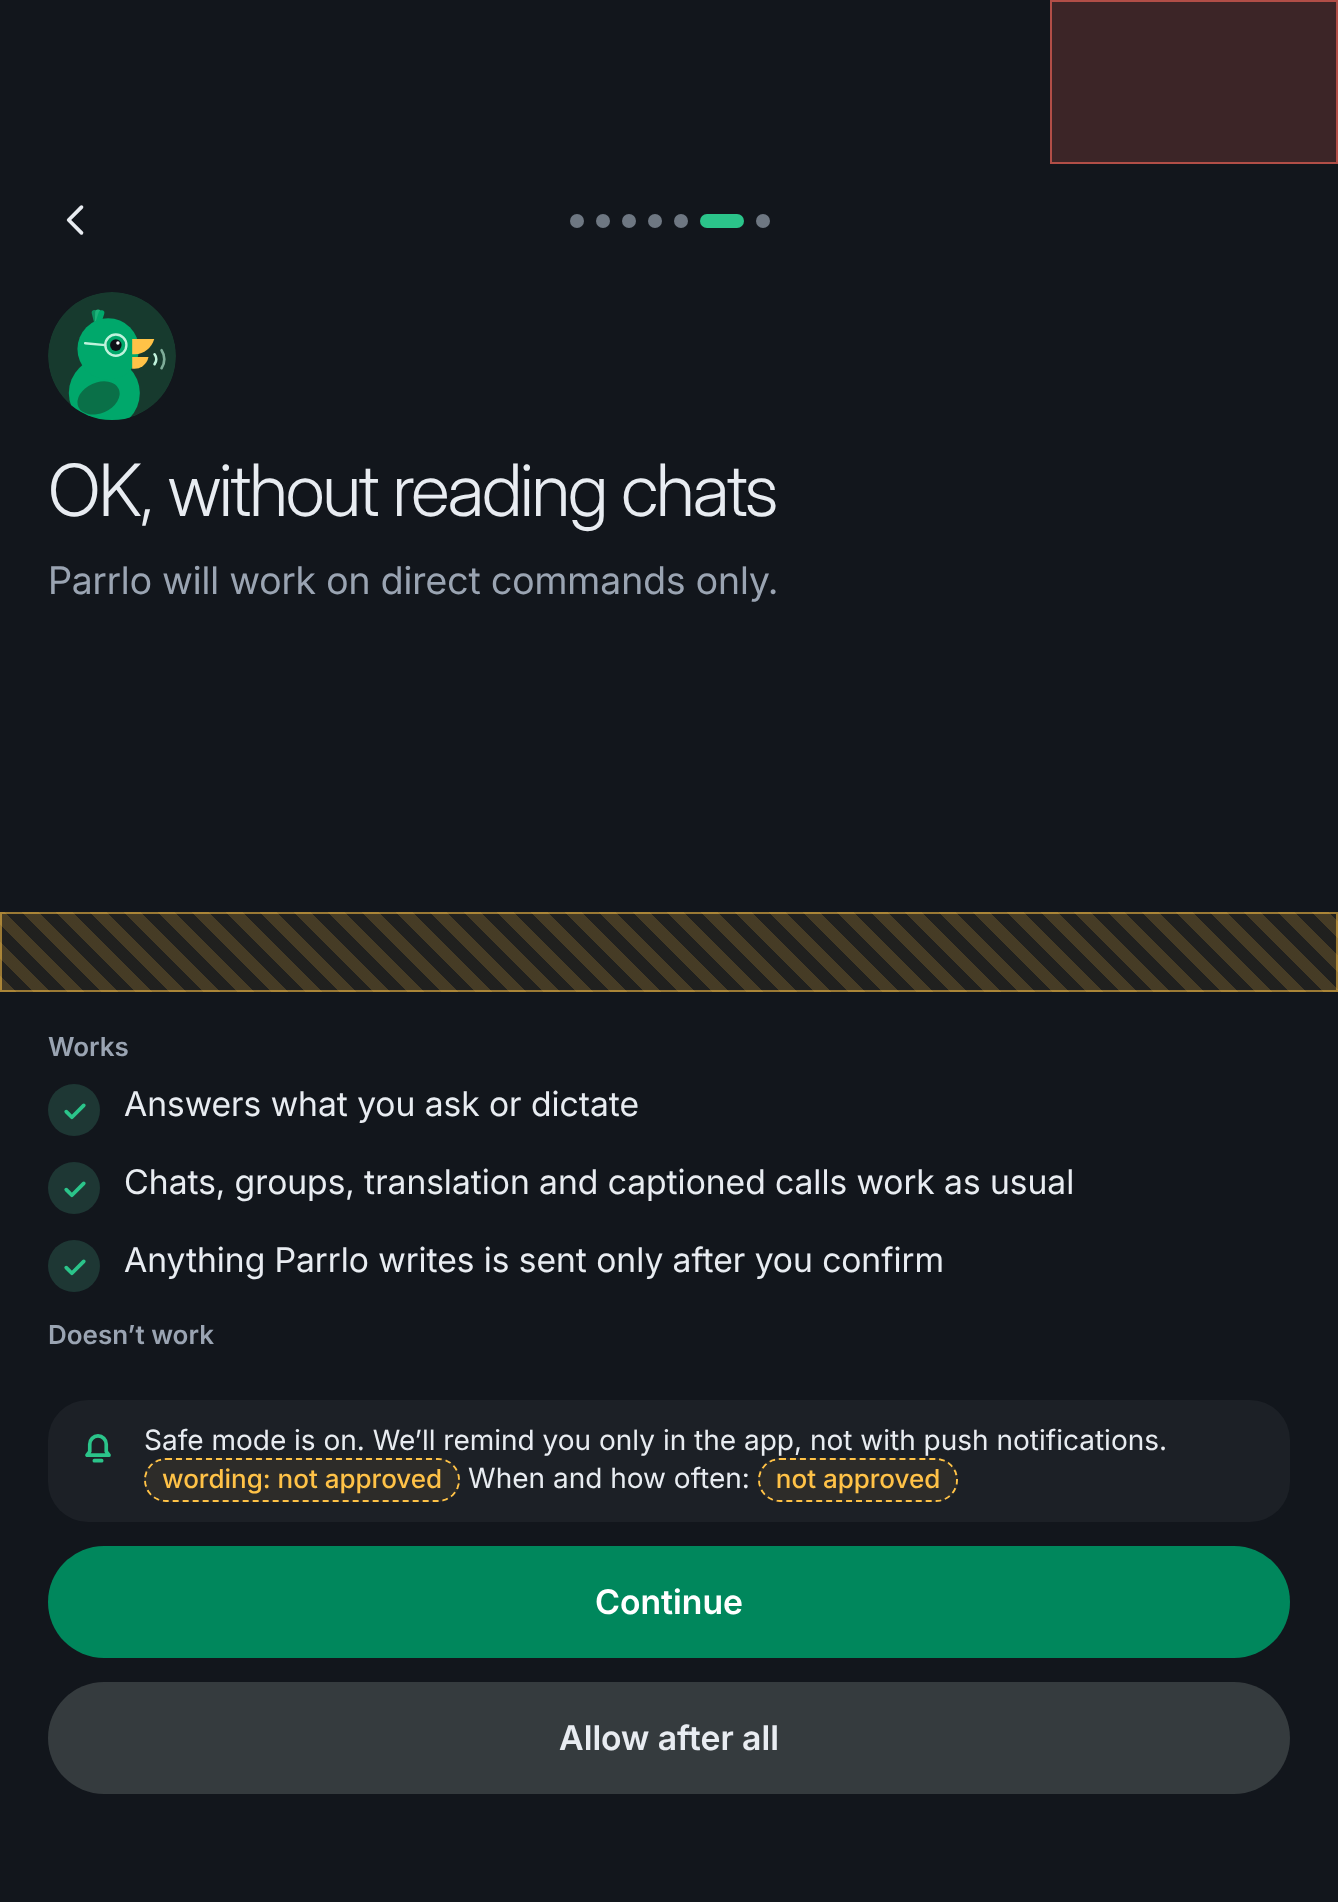 OK, without reading chats
Parrlo will work on direct commands only.
Works
Answers what you ask or dictate
Chats, groups, translation and captioned calls work as usual
Anything Parrlo writes is sent only after you confirm
Doesn’t work
Safe mode is on. We’ll remind you only in the app, not with push notifications.
wording: not approved When and how often: not approved
Continue
Allow after all